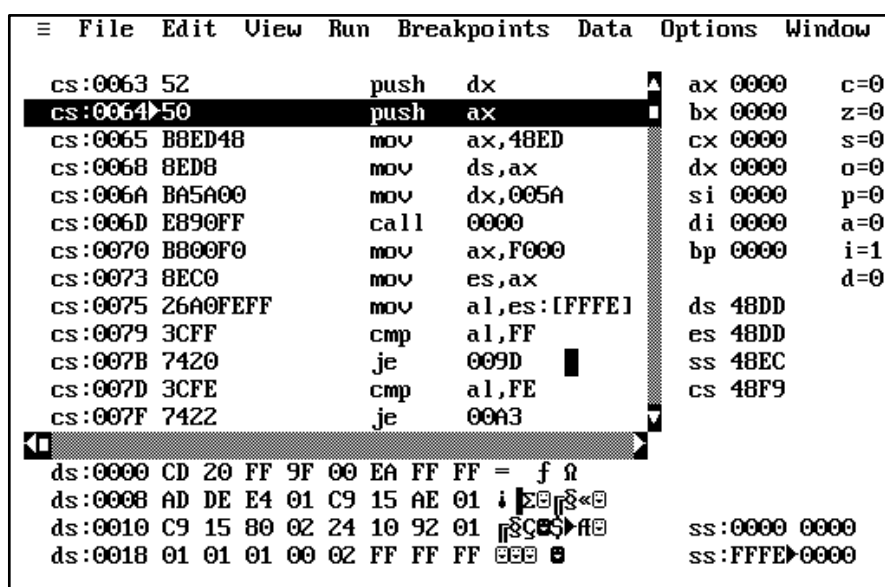 ≡ File Edit View Run Breakpoints Data Options Window
cs:0063 52 push dx ax 0000 c=0
cs:0064►50 push ax bx 0000 z=0
cs:0065 B8ED48 mov ax,48ED cx 0000 s=0
cs:0068 8ED8 mov ds,ax dx 0000 o=0
cs:006A BA5A00 mov dx,005A si 0000 p=0
cs:006D E890FF call 0000 di 0000 a=0
cs:0070 B800F0 mov ax,F000 bp 0000 i=1
cs:0073 8EC0 mov es,ax d=0
cs:0075 26A0FEFF mov al,es:[FFFE] ds 48DD
cs:0079 3CFF cmp al,FF es 48DD
cs:007B 7420 je 009D ss 48EC
cs:007D 3CFE cmp al,FE cs 48F9
cs:007F 7422 je 00A3
ds:0000 CD 20 FF 9F 00 EA FF FF = ƒ Ω
ds:0008 AD DE E4 01 C9 15 AE 01 ¡ ▐Σ☺╔§«☺
ds:0010 C9 15 80 02 24 10 92 01 ╔§Ç☻$►Æ☺ ss:0000 0000
ds:0018 01 01 01 00 02 FF FF FF ☺☺☺ ☻ ss:FFFE►0000